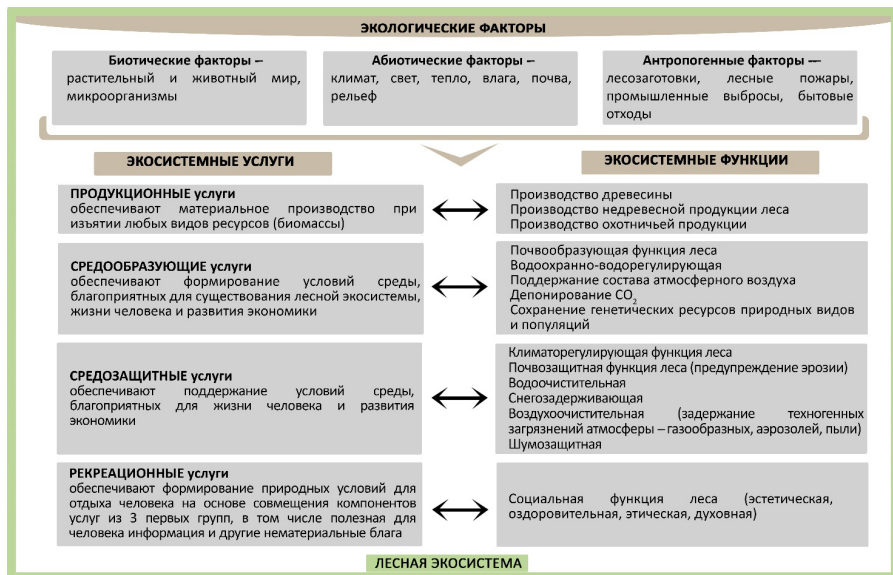 ЭКОЛОГИЧЕСКИЕ ФАКТОРЫ
Биотические факторы –
растительный и животный мир,
микроорганизмы
Абиотические факторы –
климат, свет, тепло, влага, почва,
рельеф
Антропогенные факторы —
лесозаготовки, лесные пожары,
промышленные выбросы, бытовые
отходы
ЭКОСИСТЕМНЫЕ УСЛУГИ
ЭКОСИСТЕМНЫЕ ФУНКЦИИ
ПРОДУКЦИОННЫЕ услуги
обеспечивают материальное производство при
изъятии любых видов ресурсов (биомассы)
Производство древесины
Производство недревесной продукции леса
Производство охотничьей продукции
СРЕДООБРАЗУЮЩИЕ услуги
обеспечивают формирование условий среды,
благоприятных для существования лесной экосистемы,
жизни человека и развития экономики
Почвообразующая функция леса
Водоохранно-водорегулирующая
Поддержание состава атмосферного воздуха
Депонирование CO₂
Сохранение генетических ресурсов природных видов
и популяций
СРЕДОЗАЩИТНЫЕ услуги
обеспечивают поддержание условий среды,
благоприятных для жизни человека и развития
экономики
Климаторегулирующая функция леса
Почвозащитная функция леса (предупреждение эрозии)
Водоочистительная
Снегозадерживающая
Воздухоочистительная (задержание техногенных
загрязнений атмосферы – газообразных, аэрозолей, пыли)
Шумозащитная
РЕКРЕАЦИОННЫЕ услуги
обеспечивают формирование природных условий для
отдыха человека на основе совмещения компонентов
услуг из 3 первых групп, в том числе полезная для
человека информация и другие нематериальные блага
Социальная функция леса (эстетическая,
оздоровительная, этическая, духовная)
ЛЕСНАЯ ЭКОСИСТЕМА